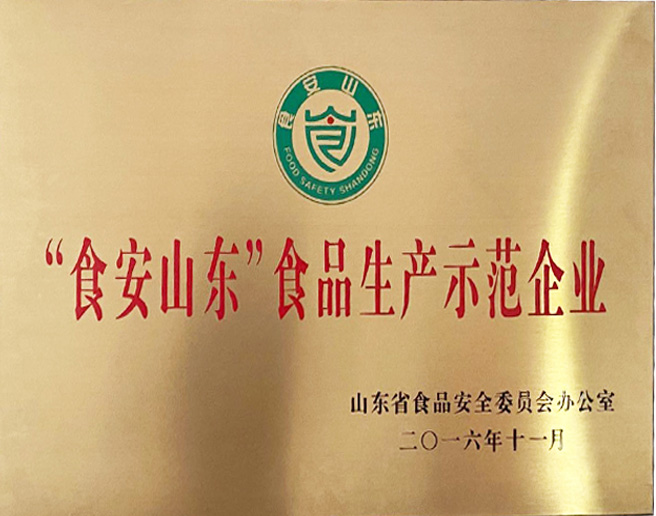 食安山东
FOOD SAFETY SHANDONG
“食安山东”食品生产示范企业
山东省食品安全委员会办公室
二〇一六年十一月